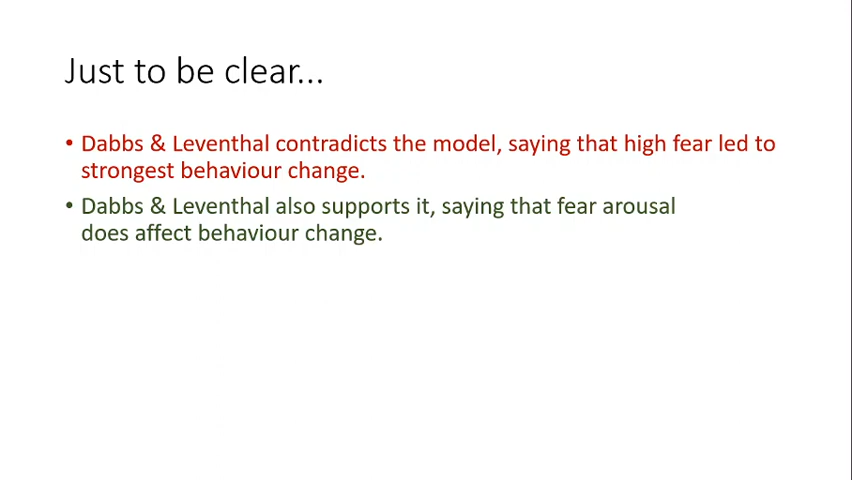 Just to be clear...
• Dabbs & Leventhal contradicts the model, saying that high fear led to
strongest behaviour change.
• Dabbs & Leventhal also supports it, saying that fear arousal
does affect behaviour change.